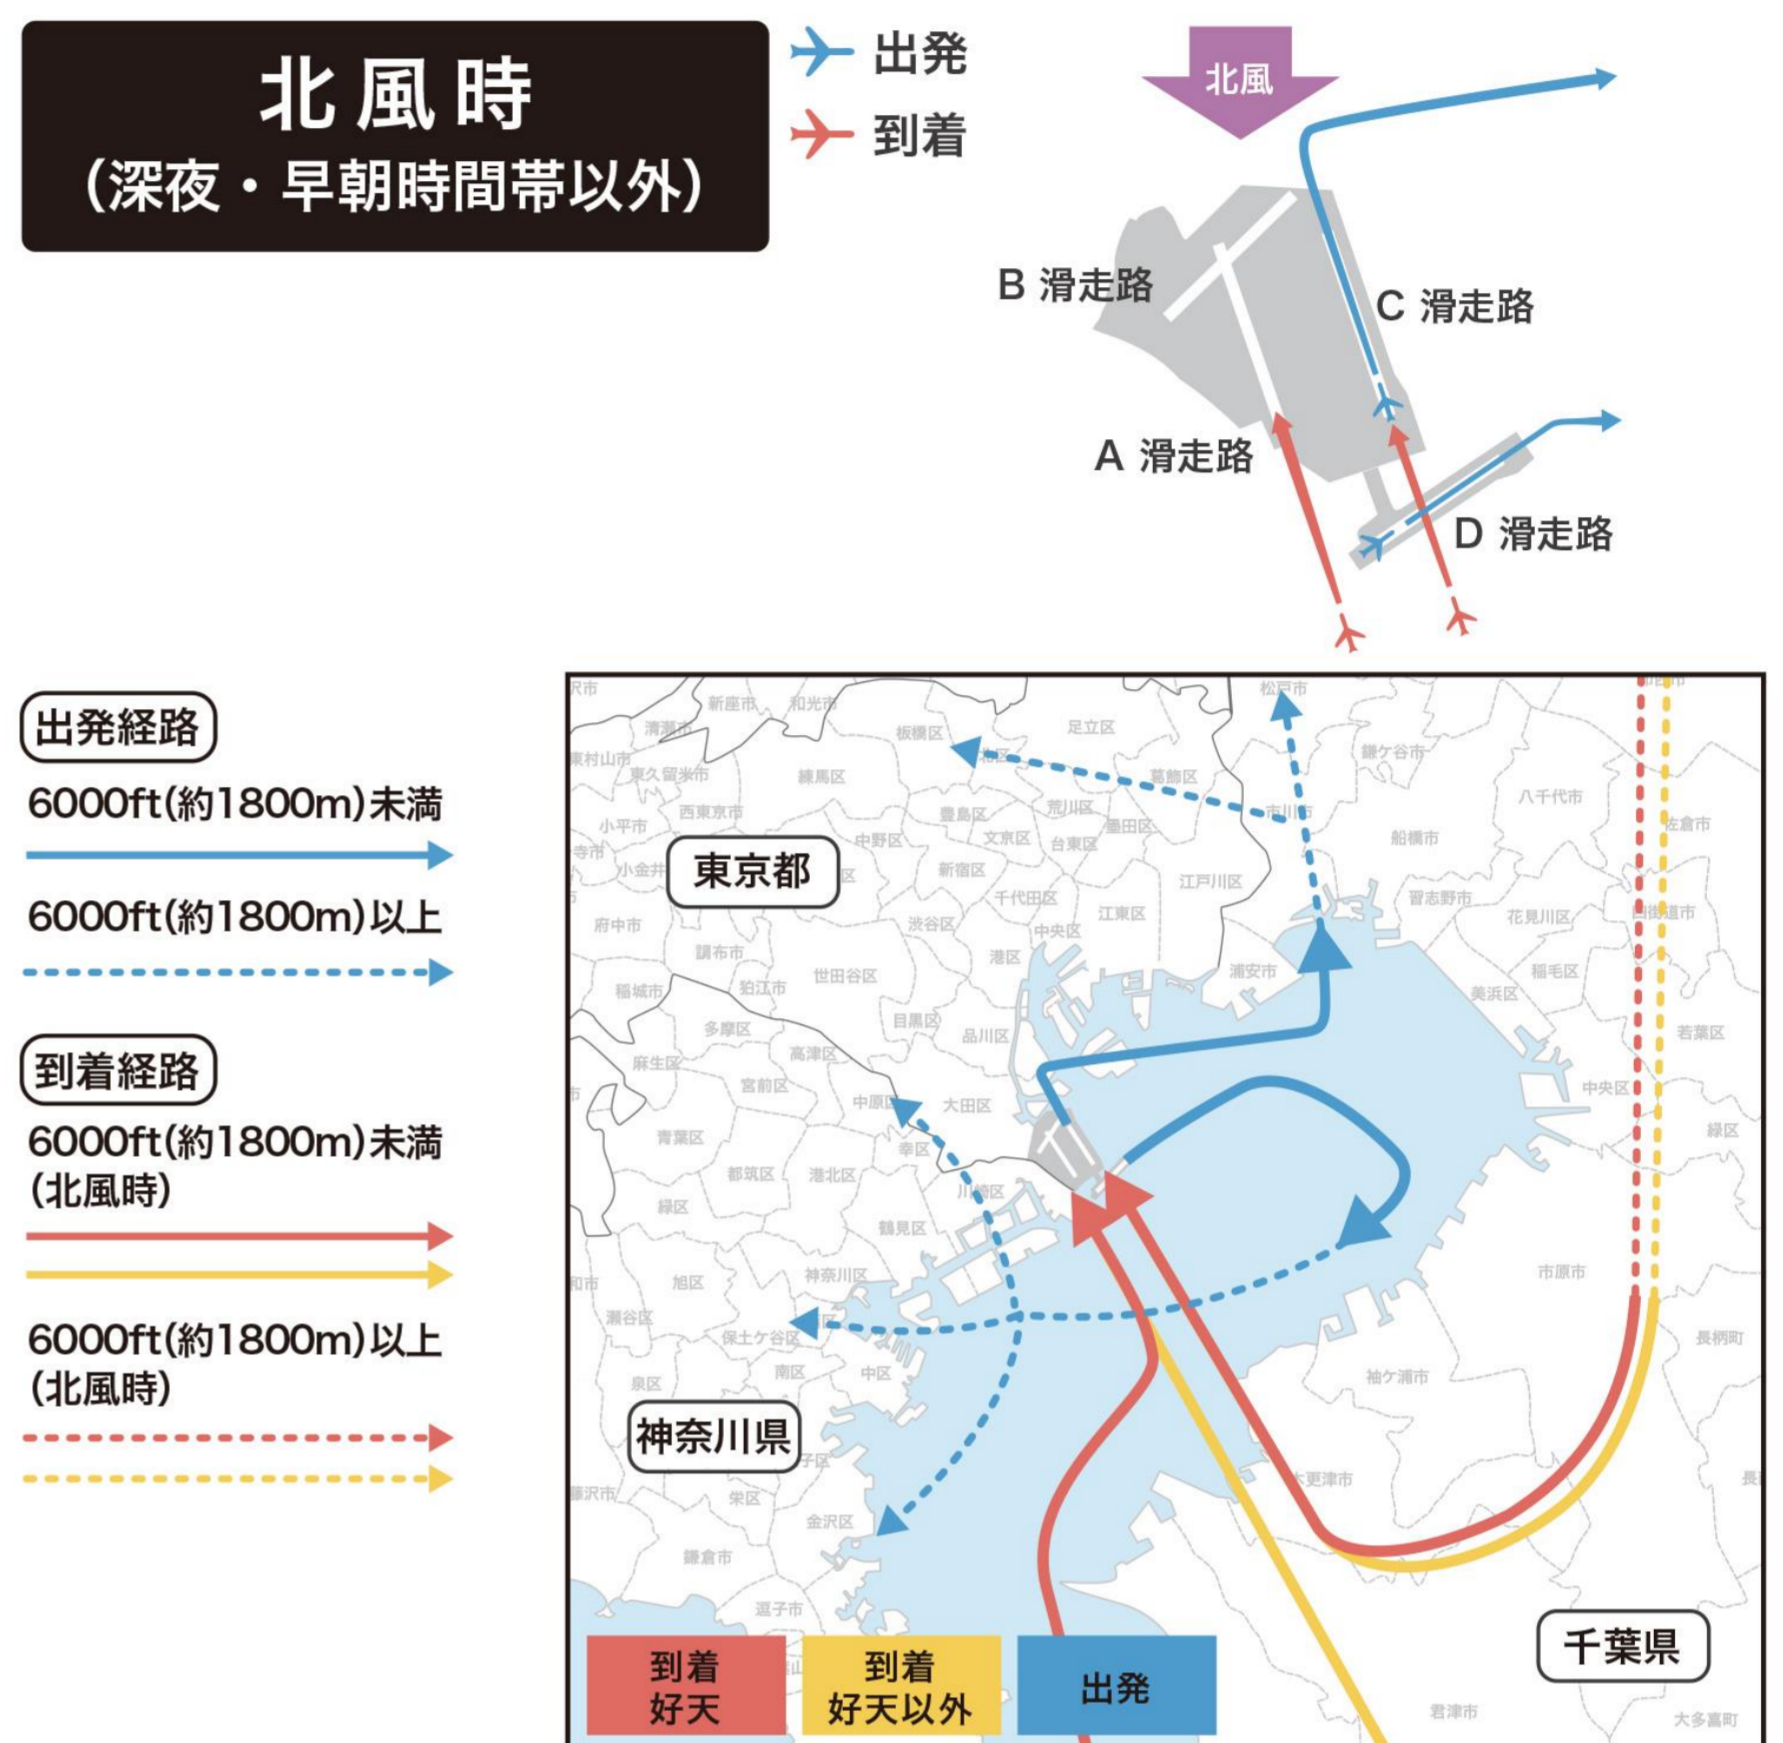 北風時
(深夜・早朝時間帯以外)
出発
到着
北風
B 滑走路
C 滑走路
A 滑走路
D 滑走路
出発経路
6000ft(約1800m)未満
6000ft(約1800m)以上
到着経路
6000ft(約1800m)未満
(北風時)
6000ft(約1800m)以上
(北風時)
新座市
和光市
松戸市
清瀬市
板橋区
足立区
北区
鎌ケ谷市
東村山市
東久留米市
練馬区
葛飾区
八千代市
小平市
西東京市
豊島区
荒川区
墨田区
市川市
佐倉市
中野区
文京区
台東区
船橋市
小金井
東京都
新宿区
千代田区
江戸川区
習志野市
花見川区
四街道市
府中市
渋谷区
中央区
江東区
調布市
世田谷区
港区
浦安市
稲毛区
稲城市
狛江市
美浜区
多摩区
目黒区
品川区
若葉区
麻生区
高津区
宮前区
中原区
大田区
中央区
緑区
青葉区
幸区
都筑区
港北区
川崎区
緑区
鶴見区
旭区
神奈川区
市原市
瀬谷区
保土ケ谷区
長柄町
泉区
南区
中区
袖ケ浦市
神奈川県
子区
木更津市
藤沢市
栄区
金沢区
鎌倉市
逗子市
千葉県
到着
好天
到着
好天以外
出発
君津市
大多喜町